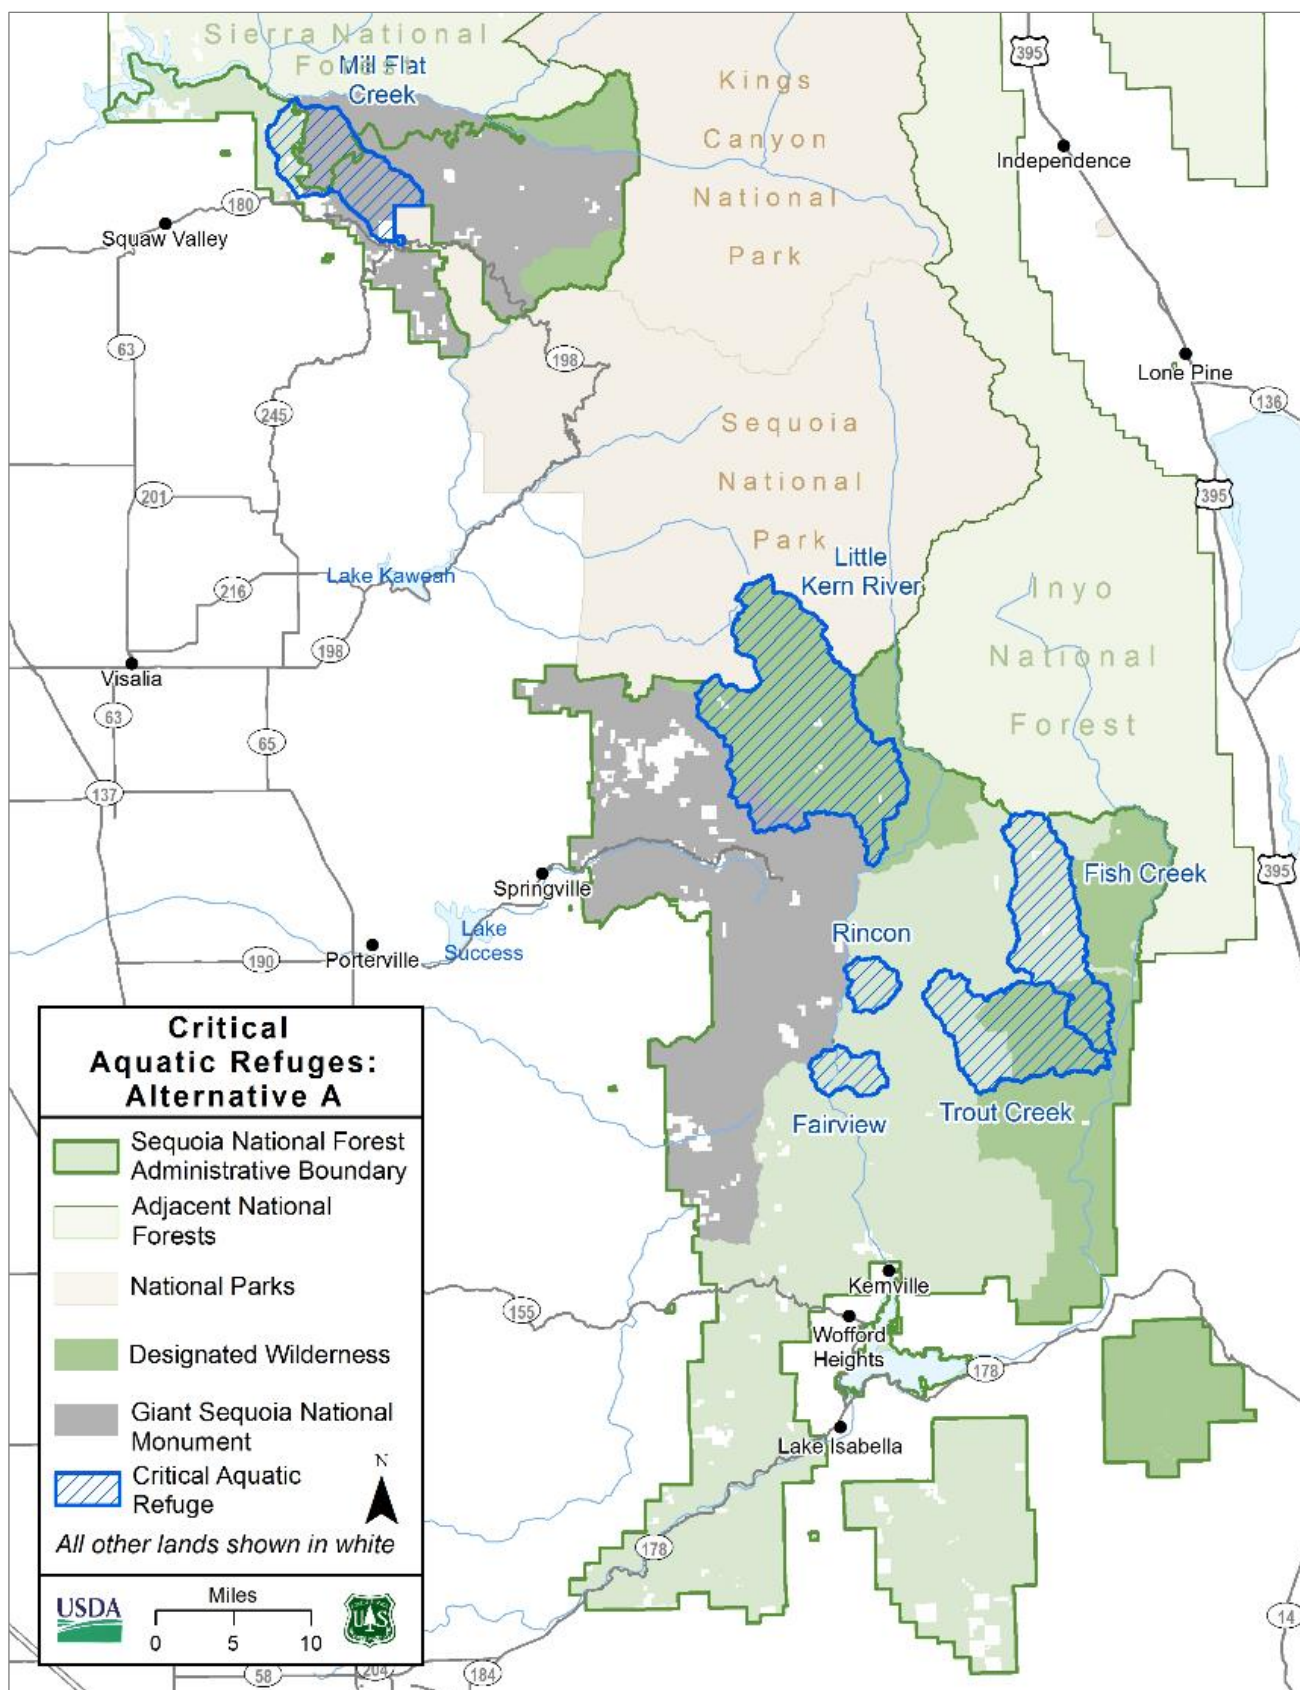 Sierra National
Forest
Mill Flat
Creek
Kings
Canyon
National
Park
395
Independence
180
Squaw Valley
63
198
Lone Pine
136
245
Sequoia
National
Park
201
395
Little
Kern River
Lake Kaweah
216
Inyo
National
Forest
198
Visalia
63
65
137
Springville
Fish Creek
395
Lake
Success
Rincon
190
Porterville
Fairview
Trout Creek
Kernville
155
Wofford
Heights
178
Lake Isabella
178
14
58
204
184
Critical
Aquatic Refuges:
Alternative A
Sequoia National Forest
Administrative Boundary
Adjacent National
Forests
National Parks
Designated Wilderness
Giant Sequoia National
Monument
N
Critical Aquatic
Refuge
All other lands shown in white
USDA
Miles
0 5 10
U S